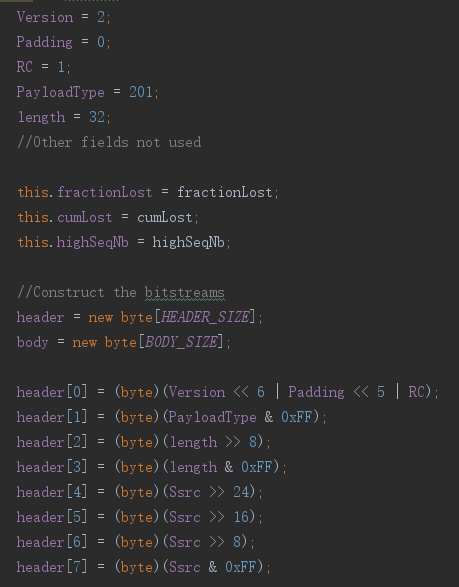 Version = 2;
Padding = 0;
RC = 1;
PayloadType = 201;
length = 32;
//Other fields not used
this.fractionLost = fractionLost;
this.cumLost = cumLost;
this.highSeqNb = highSeqNb;
//Construct the bitstreams
header = new byte[HEADER_SIZE];
body = new byte[BODY_SIZE];
header[0] = (byte)(Version << 6 | Padding << 5 | RC);
header[1] = (byte)(PayloadType & 0xFF);
header[2] = (byte)(length >> 8);
header[3] = (byte)(length & 0xFF);
header[4] = (byte)(Ssrc >> 24);
header[5] = (byte)(Ssrc >> 16);
header[6] = (byte)(Ssrc >> 8);
header[7] = (byte)(Ssrc & 0xFF);